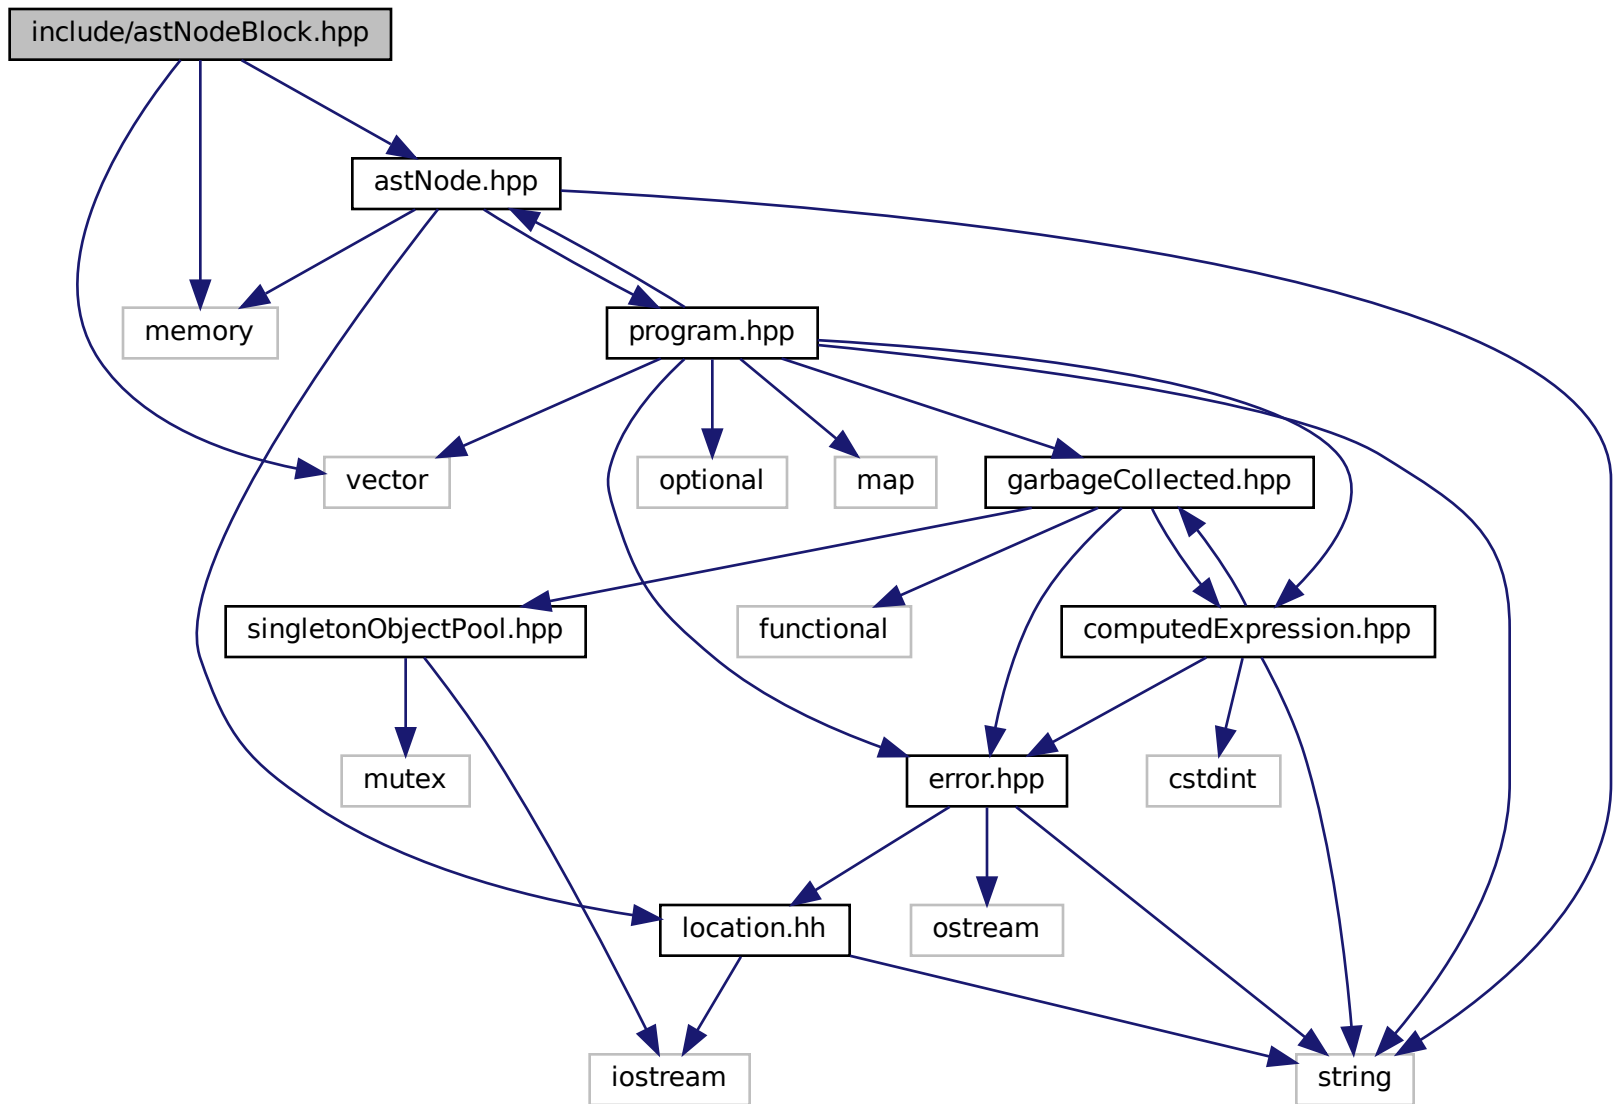 include/astNodeBlock.hpp
astNode.hpp
memory
program.hpp
vector
optional
map
garbageCollected.hpp
singletonObjectPool.hpp
functional
computedExpression.hpp
mutex
error.hpp
cstdint
location.hh
ostream
iostream
string